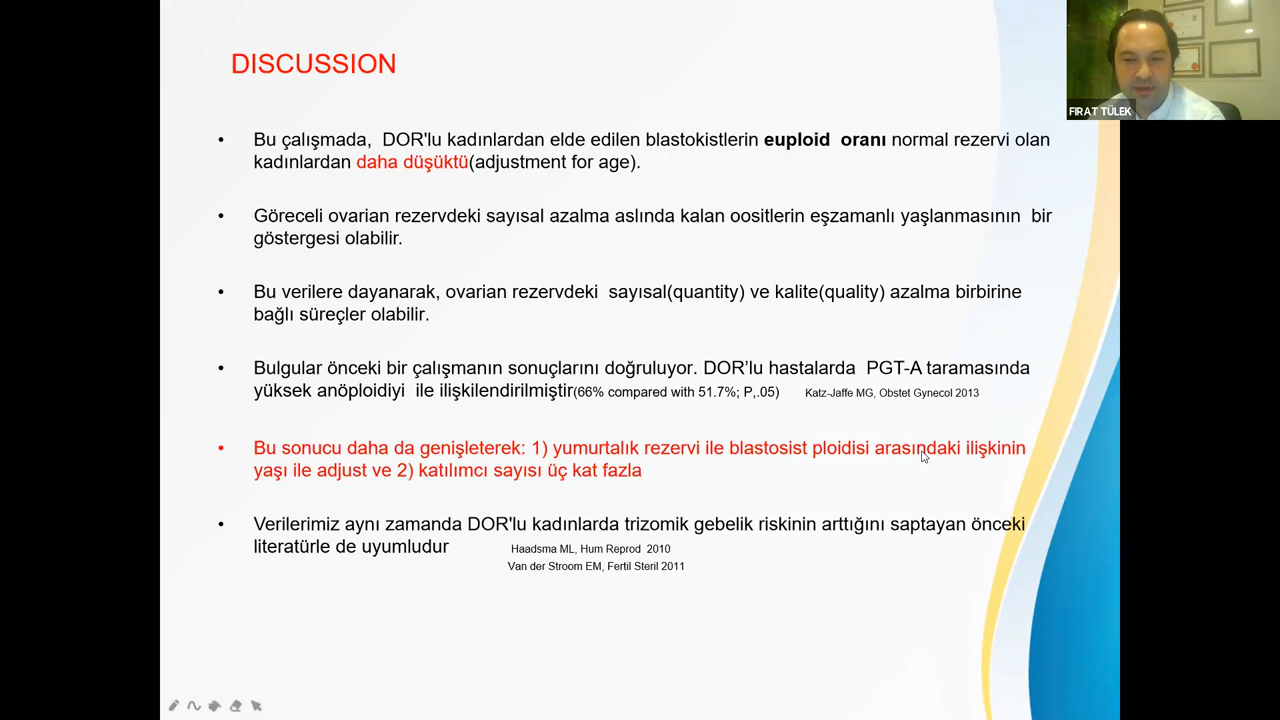 DISCUSSION
FIRAT TÜLEK
• Bu çalışmada, DOR'lu kadınlardan elde edilen blastokistlerin euploid oranı normal rezervi olan
kadınlardan daha düşüktü(adjustment for age).
• Göreceli ovarian rezervdeki sayısal azalma aslında kalan oositlerin eşzamanlı yaşlanmasının bir
göstergesi olabilir.
• Bu verilere dayanarak, ovarian rezervdeki sayısal(quantity) ve kalite(quality) azalma birbirine
bağlı süreçler olabilir.
• Bulgular önceki bir çalışmanın sonuçlarını doğruluyor. DOR’lu hastalarda PGT-A taramasında
yüksek anöploidiyi ile ilişkilendirilmiştir(66% compared with 51.7%; P,.05) Katz-Jaffe MG, Obstet Gynecol 2013
• Bu sonucu daha da genişleterek: 1) yumurtalık rezervi ile blastosist ploidisi arasındaki ilişkinin
yaşı ile adjust ve 2) katılımcı sayısı üç kat fazla
• Verilerimiz aynı zamanda DOR'lu kadınlarda trizomik gebelik riskinin arttığını saptayan önceki
literatürle de uyumludur Haadsma ML, Hum Reprod 2010
Van der Stroom EM, Fertil Steril 2011